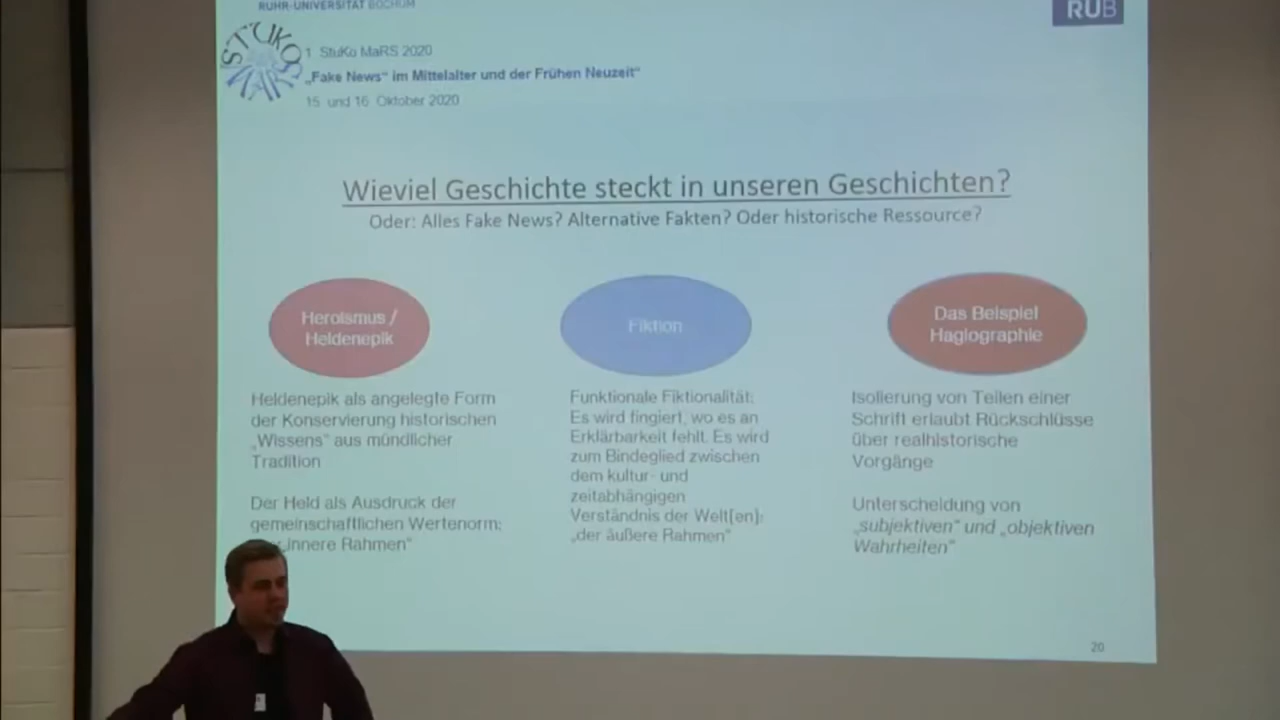 RUHR-UNIVERSITÄT BOCHUM
RUB
STUKO
MARS
1. StuKo MaRS 2020
„Fake News“ im Mittelalter und der Frühen Neuzeit“
15. und 16. Oktober 2020
Wieviel Geschichte steckt in unseren Geschichten?
Oder: Alles Fake News? Alternative Fakten? Oder historische Ressource?
Heroismus /
Heldenepik
Heldenepik als angelegte Form
der Konservierung historischen
„Wissens“ aus mündlicher
Tradition
Der Held als Ausdruck der
gemeinschaftlichen Wertenorm:
innere Rahmen“
Fiktion
Funktionale Fiktionalität:
Es wird fingiert, wo es an
Erklärbarkeit fehlt. Es wird
zum Bindeglied zwischen
dem kultur- und
zeitabhängigen
Verständnis der Welt(en):
„der äußere Rahmen“
Das Beispiel
Hagiographie
Isolierung von Teilen einer
Schrift erlaubt Rückschlüsse
über realhistorische
Vorgänge
Unterscheidung von
„subjektiven“ und „objektiven
Wahrheiten“
20